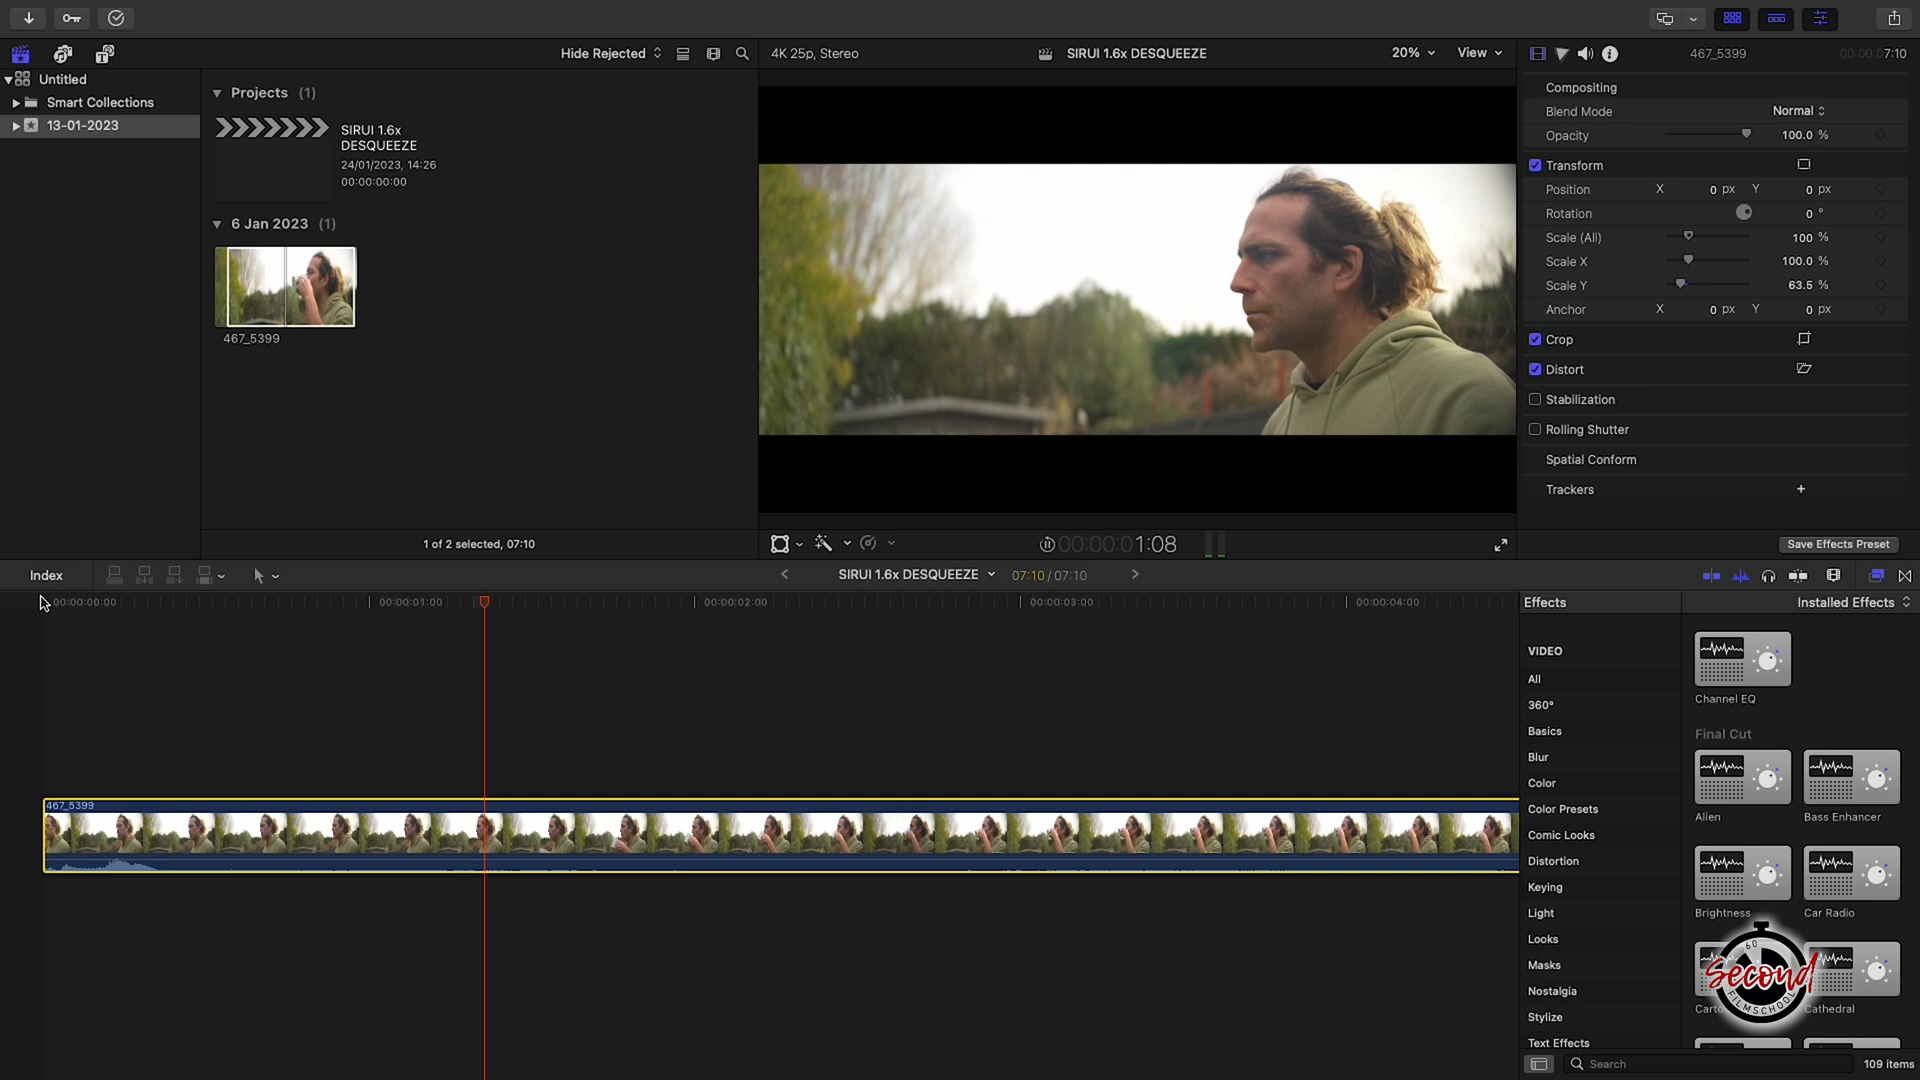 Hide Rejected
4K 25p, Stereo
SIRUI 1.6x DESQUEEZE
20%
View
467_5399
00:00:07:10
Untitled
Smart Collections
13-01-2023
Projects (1)
SIRUI 1.6x
DESQUEEZE
24/01/2023, 14:26
00:00:00:00
6 Jan 2023 (1)
467_5399
1 of 2 selected, 07:10
00:00:00:01:08
Compositing
Blend Mode Normal
Opacity 100.0 %
Transform
Position X 0 px Y 0 px
Rotation 0 °
Scale (All) 100 %
Scale X 100.0 %
Scale Y 63.5 %
Anchor X 0 px Y 0 px
Crop
Distort
Stabilization
Rolling Shutter
Spatial Conform
Trackers +
Save Effects Preset
Index
SIRUI 1.6x DESQUEEZE
07:10 / 07:10
00:00:00:00
00:00:01:00
00:00:02:00
00:00:03:00
00:00:04:00
467_5399
Effects
Installed Effects
VIDEO
All
360°
Basics
Blur
Color
Color Presets
Comic Looks
Distortion
Keying
Light
Looks
Masks
Nostalgia
Stylize
Text Effects
Channel EQ
Final Cut
Alien
Bass Enhancer
Brightness
Car Radio
Cathedral
60
Second
FILMSCHOOL
Search
109 items